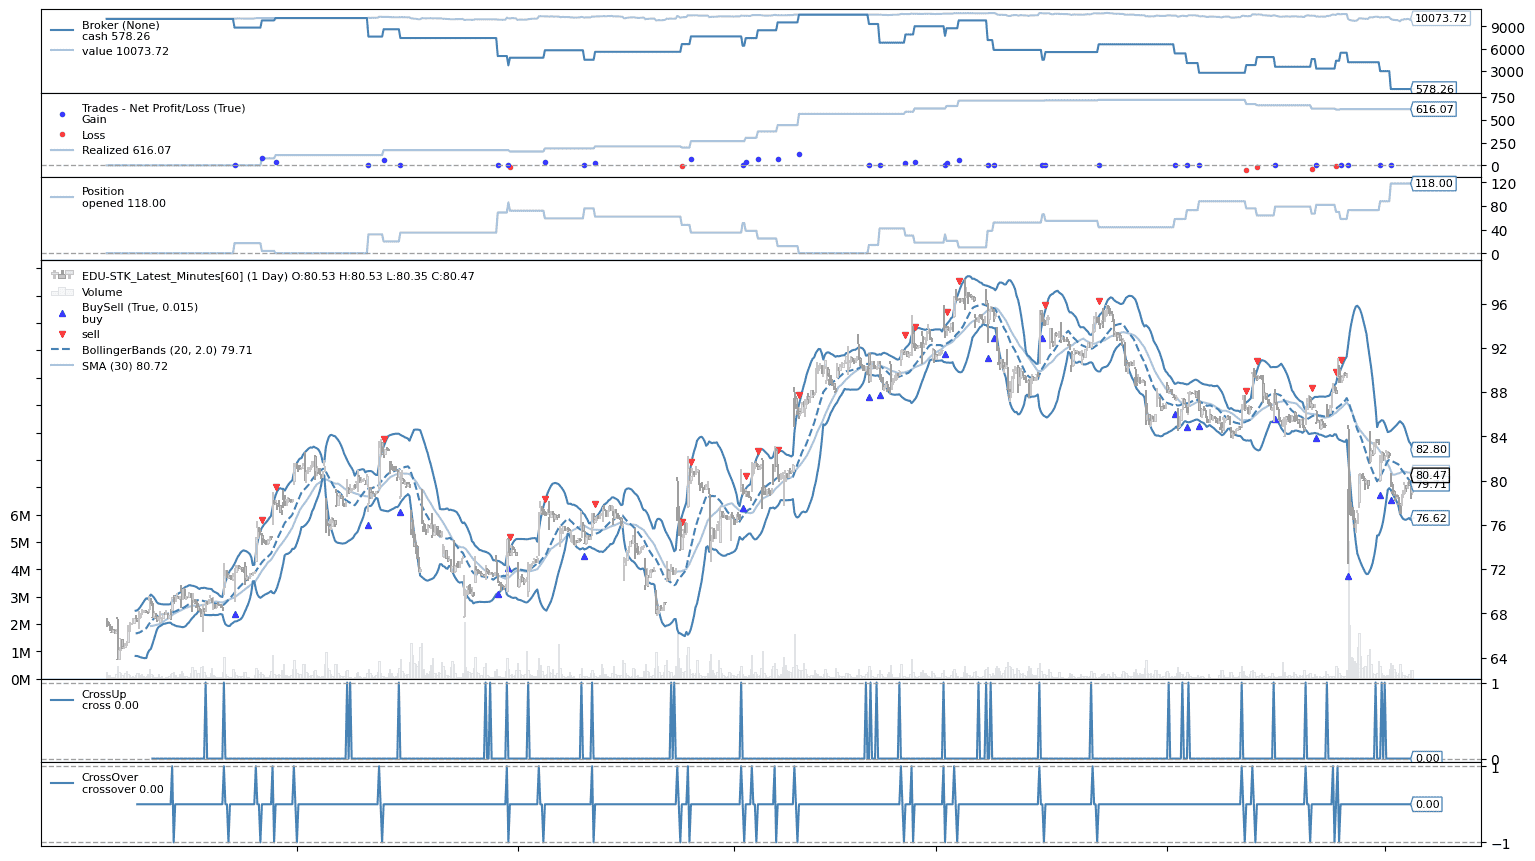 Broker (None)
cash 578.26
value 10073.72
10073.72
9000
6000
3000
578.26
Trades - Net Profit/Loss (True)
Gain
Loss
Realized 616.07
750
616.07
500
250
0
Position
opened 118.00
118.00
120
80
40
0
EDU-STK_Latest_Minutes[60] (1 Day) O:80.53 H:80.53 L:80.35 C:80.47
Volume
BuySell (True, 0.015)
buy
sell
BollingerBands (20, 2.0) 79.71
SMA (30) 80.72
96
92
88
84
82.80
80.47
79.71
80
76.62
76
72
68
64
6M
5M
4M
3M
2M
1M
0M
CrossUp
cross 0.00
1
0.00
0
CrossOver
crossover 0.00
1
0.00
−1